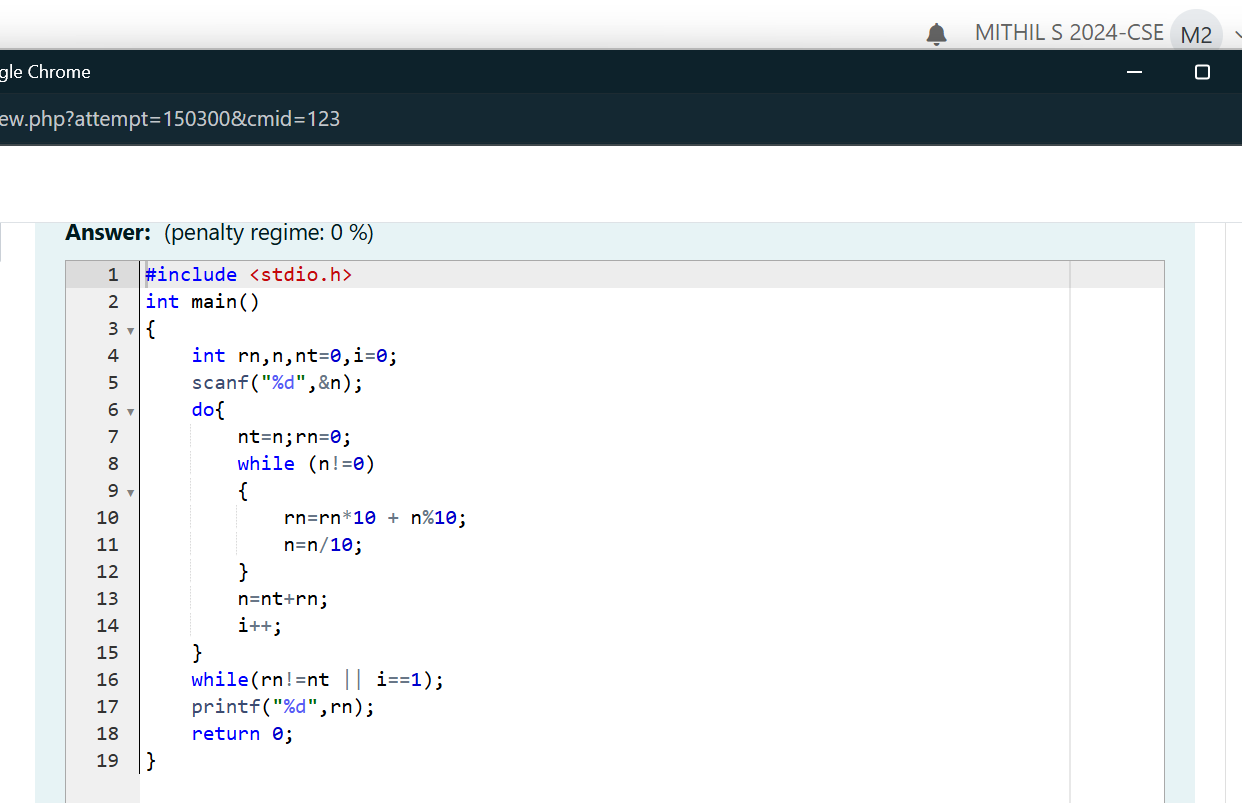 MITHIL S 2024-CSE M2
gle Chrome
ew.php?attempt=150300&cmid=123
Answer: (penalty regime: 0 %)
1 #include <stdio.h>
2 int main()
3 {
4     int rn,n,nt=0,i=0;
5     scanf("%d",&n);
6     do{
7         nt=n;rn=0;
8         while (n!=0)
9         {
10             rn=rn*10 + n%10;
11             n=n/10;
12         }
13         n=nt+rn;
14         i++;
15     }
16     while(rn!=nt || i==1);
17     printf("%d",rn);
18     return 0;
19 }